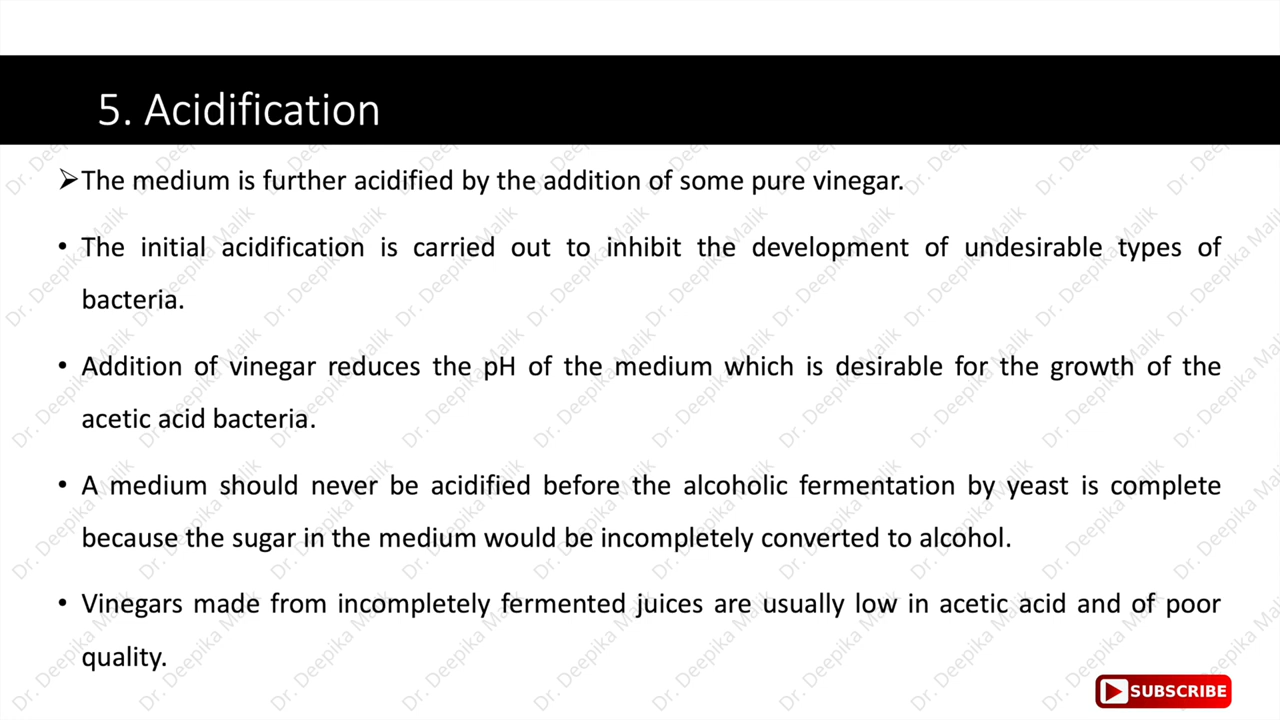 5. Acidification
➢The medium is further acidified by the addition of some pure vinegar.
• The initial acidification is carried out to inhibit the development of undesirable types of
bacteria.
• Addition of vinegar reduces the pH of the medium which is desirable for the growth of the
acetic acid bacteria.
• A medium should never be acidified before the alcoholic fermentation by yeast is complete
because the sugar in the medium would be incompletely converted to alcohol.
• Vinegars made from incompletely fermented juices are usually low in acetic acid and of poor
quality.
SUBSCRIBE
Dr. Deepika Malik